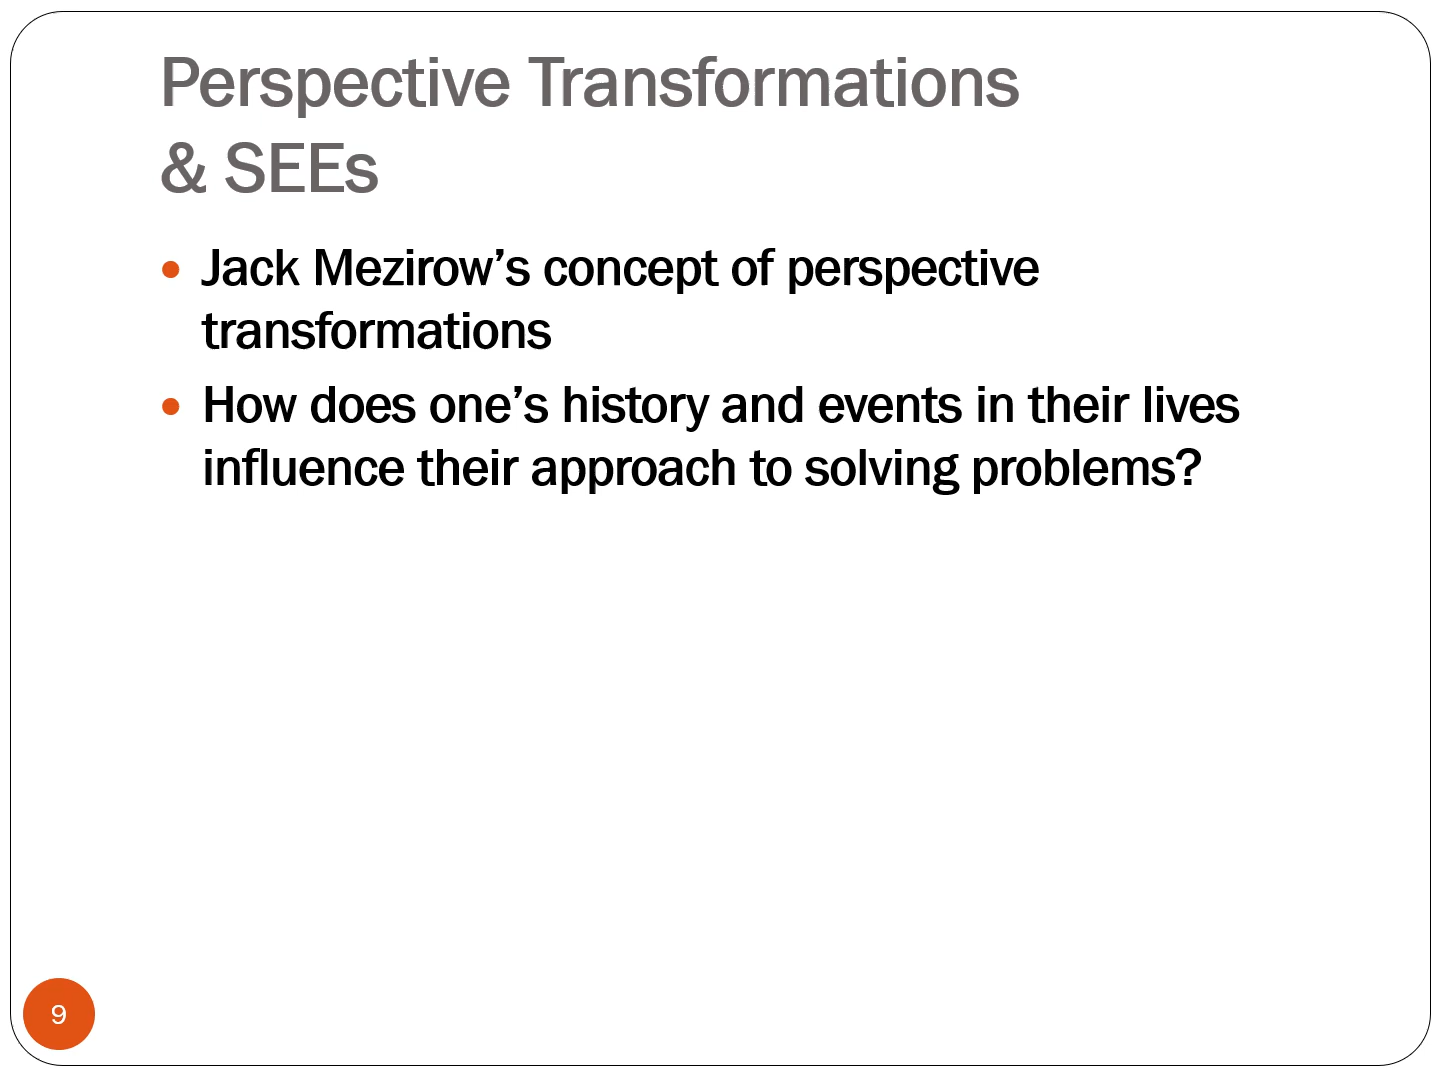 Perspective Transformations
& SEEs
• Jack Mezirow’s concept of perspective
transformations
• How does one’s history and events in their lives
influence their approach to solving problems?
9